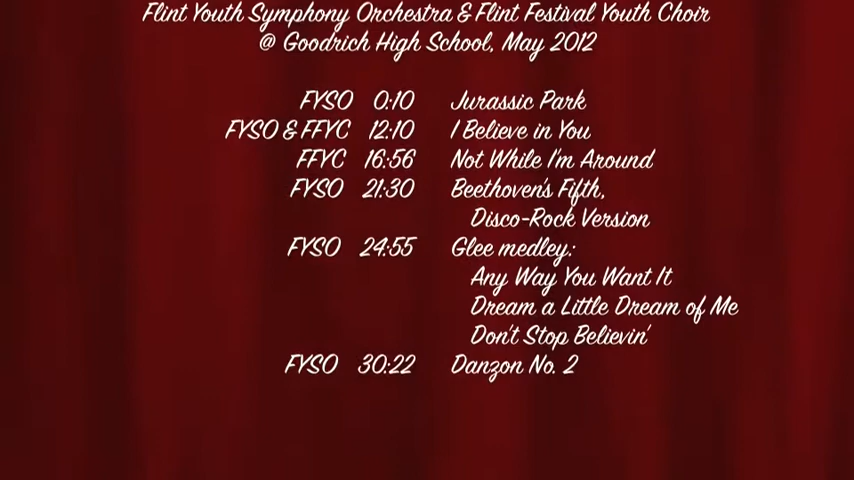 Flint Youth Symphony Orchestra & Flint Festival Youth Choir
@ Goodrich High School, May 2012
FYSO 0:10 Jurassic Park
FYSO & FFYC 12:10 I Believe in You
FFYC 16:56 Not While I'm Around
FYSO 21:30 Beethoven's Fifth,
Disco-Rock Version
FYSO 24:55 Glee medley:
Any Way You Want It
Dream a Little Dream of Me
Don't Stop Believin'
FYSO 30:22 Danzon No. 2